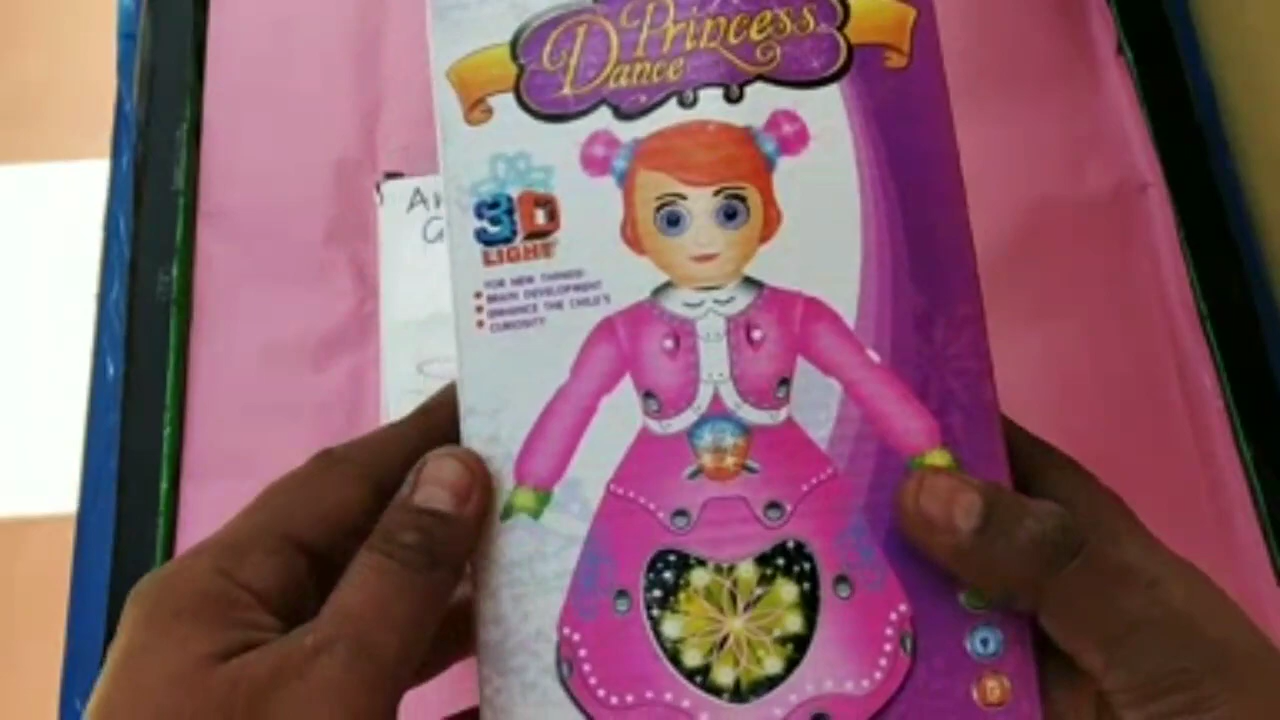 Princess
Dance
3D
LIGHT
FOR NEW THINGS
BRAIN DEVELOPMENT
ENHANCE THE CHILD'S
CURIOSITY